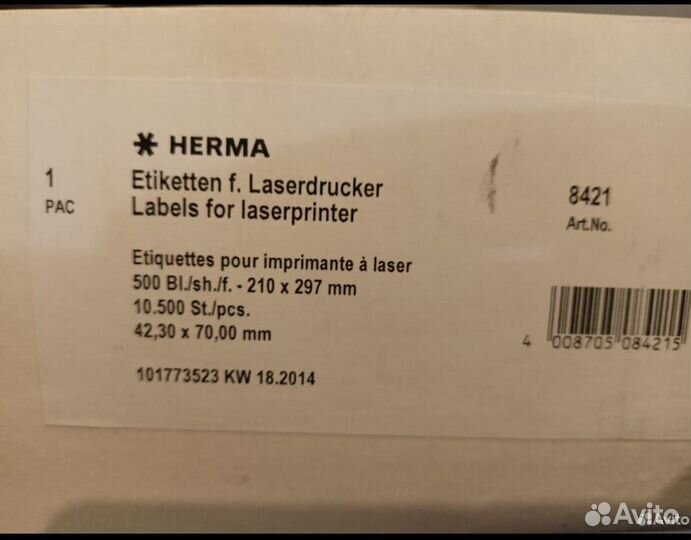 HERMA
1
PAC
Etiketten f. Laserdrucker
Labels for laserprinter
8421
Art.No.
Etiquettes pour imprimante à laser
500 Bl./sh./f. - 210 x 297 mm
10.500 St./pcs.
42,30 x 70,00 mm
4 008705 084215
101773523 KW 18.2014
Avito